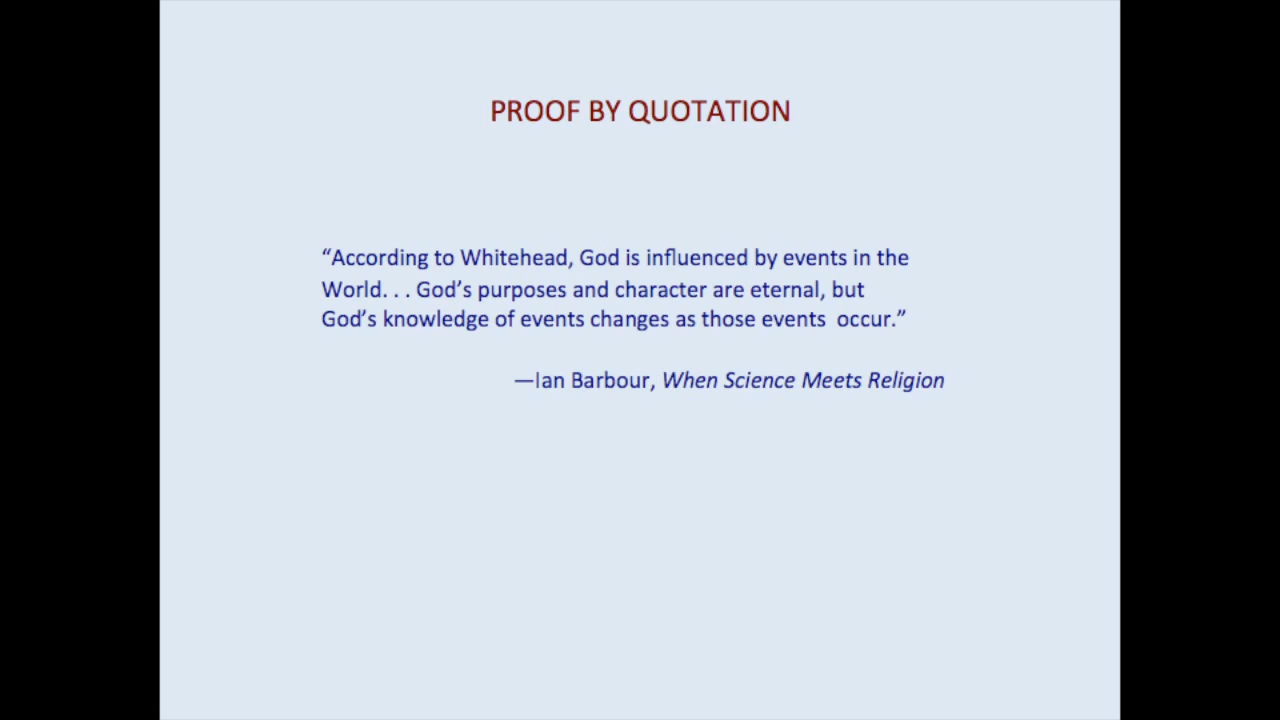 PROOF BY QUOTATION
“According to Whitehead, God is influenced by events in the
World. . . God’s purposes and character are eternal, but
God’s knowledge of events changes as those events  occur.”
—Ian Barbour, When Science Meets Religion